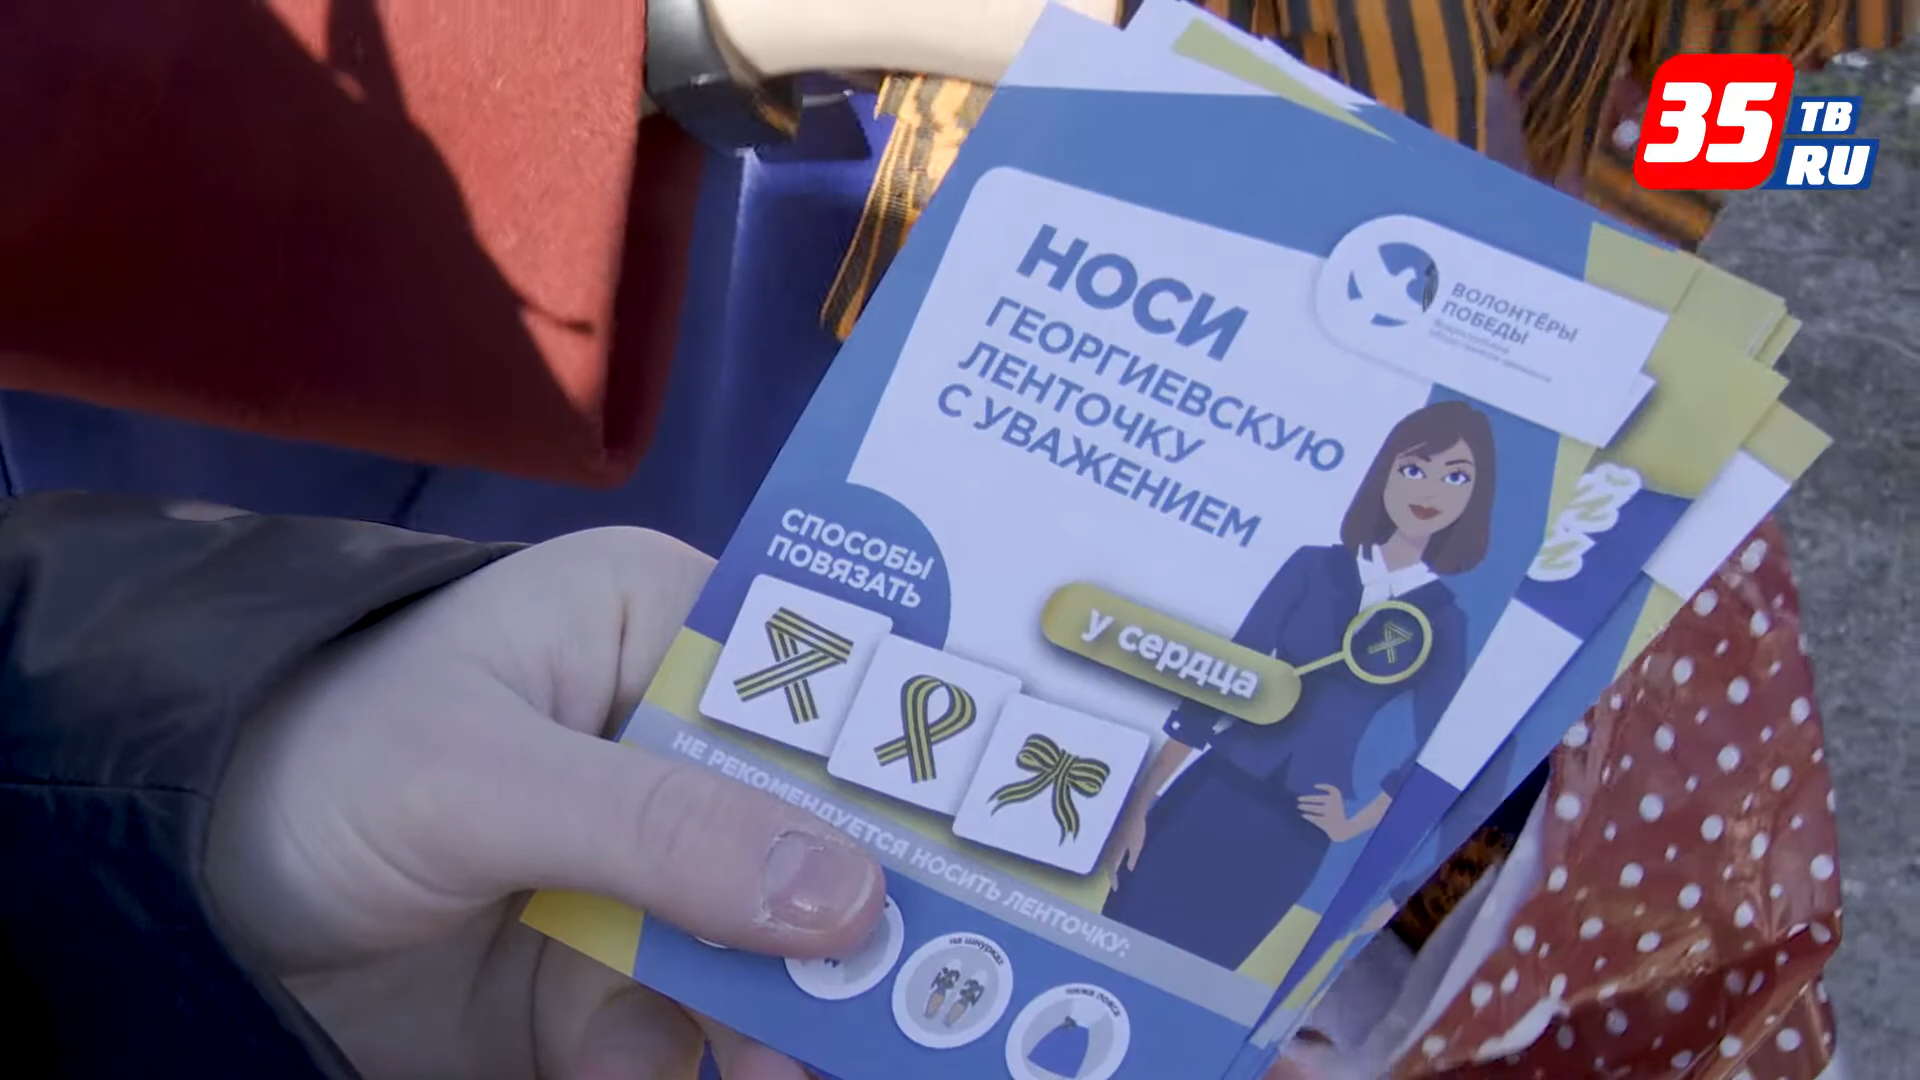 35
ТВ
RU
ВОЛОНТЁРЫ
ПОБЕДЫ
НОСИ
ГЕОРГИЕВСКУЮ
ЛЕНТОЧКУ
С УВАЖЕНИЕМ
СПОСОБЫ
ПОВЯЗАТЬ
у сердца
НЕ РЕКОМЕНДУЕТСЯ НОСИТЬ ЛЕНТОЧКУ:
на шнурках
ниже пояса